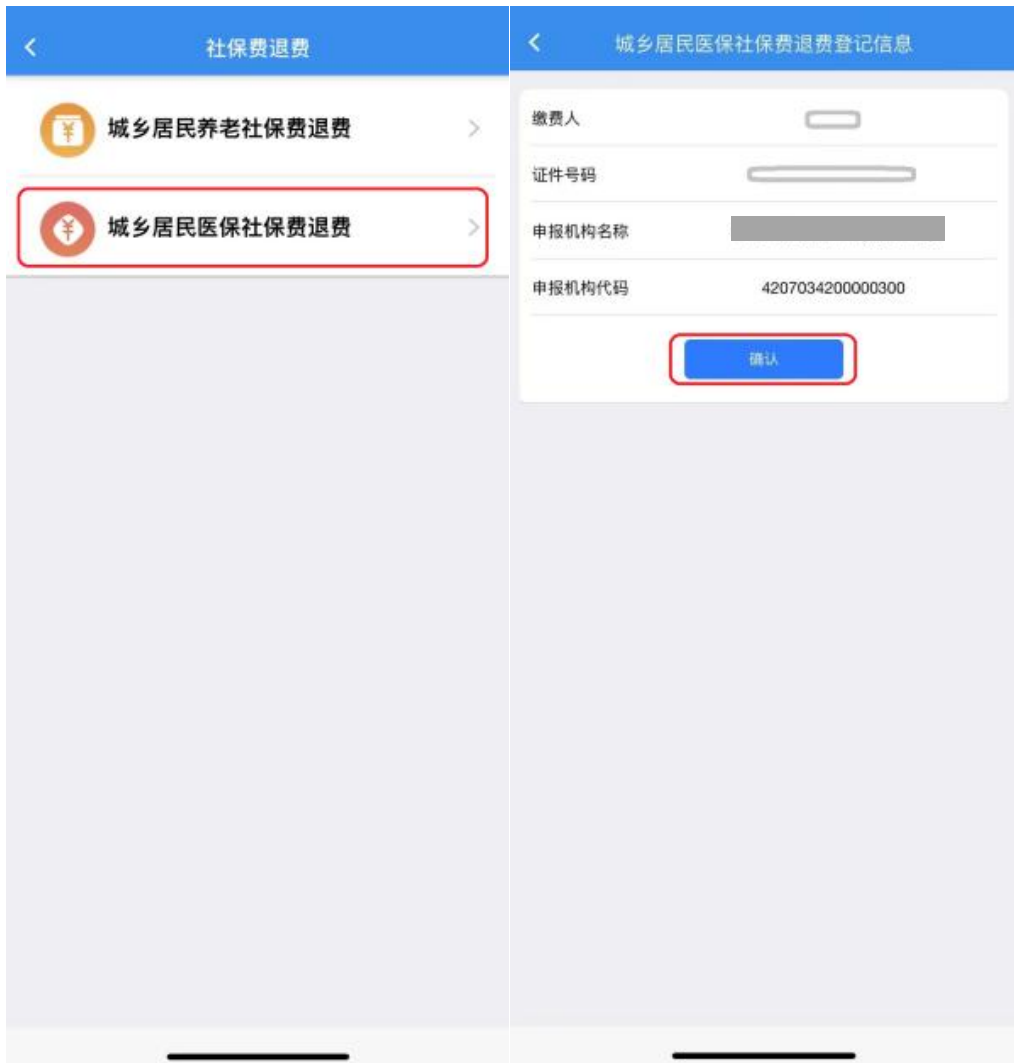 社保费退费
城乡居民养老社保费退费
城乡居民医保社保费退费
城乡居民医保社保费退费登记信息
缴费人
证件号码
申报机构名称
申报机构代码 4207034200000300
确认